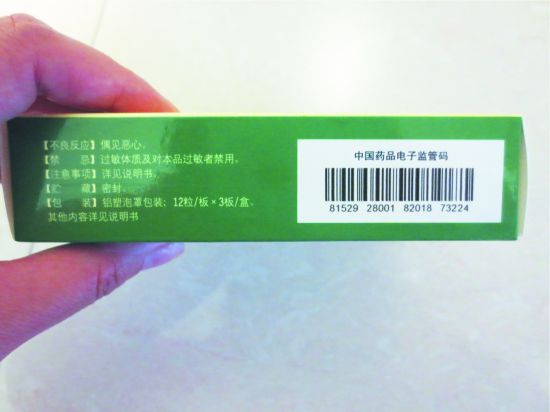 【不良反应】偶见恶心。
【禁 忌】过敏体质及对本品过敏者禁用。
【注意事项】详见说明书。
【贮 藏】密封。
【包 装】铝塑泡罩包装:12粒/板×3板/盒。
其他内容详见说明书
中国药品电子监管码
81529 28001 82018 73224